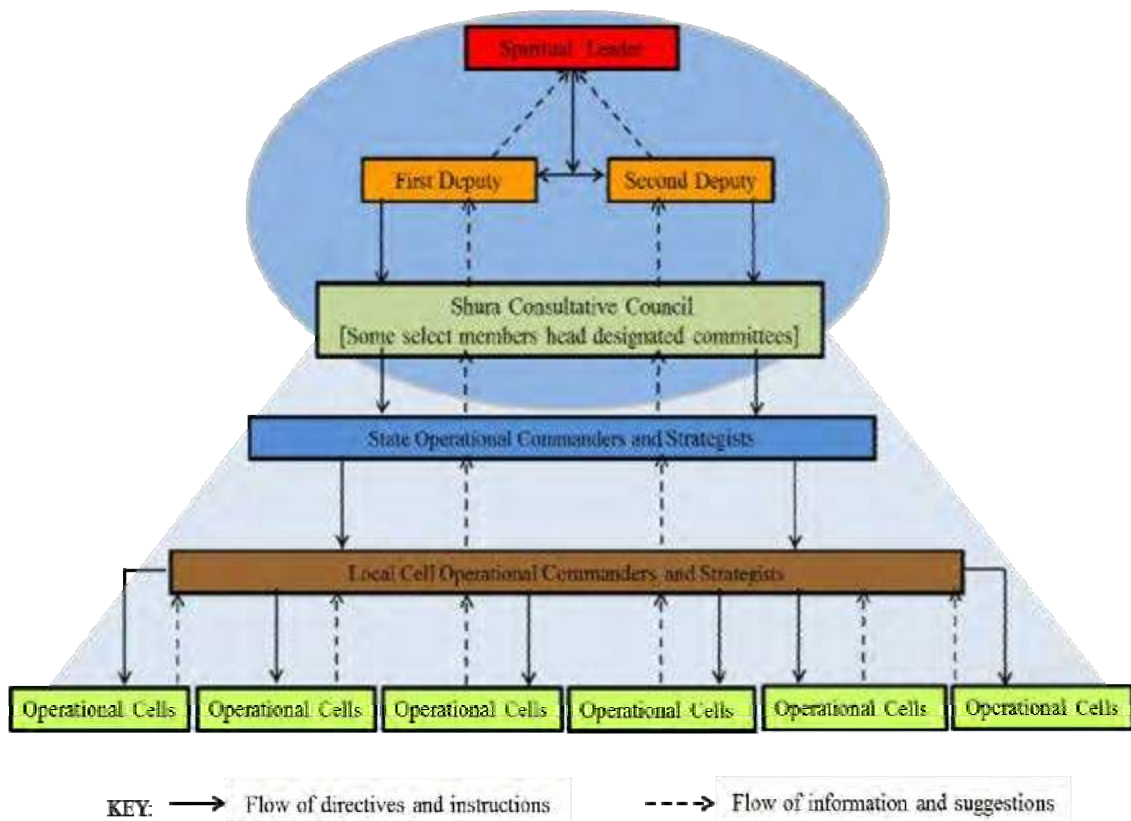 Spiritual Leader
First Deputy
Second Deputy
Shura Consultative Council
[Some select members head designated committees]
State Operational Commanders and Strategists
Local Cell Operational Commanders and Strategists
Operational Cells
Operational Cells
Operational Cells
Operational Cells
Operational Cells
Operational Cells
KEY:
Flow of directives and instructions
Flow of information and suggestions